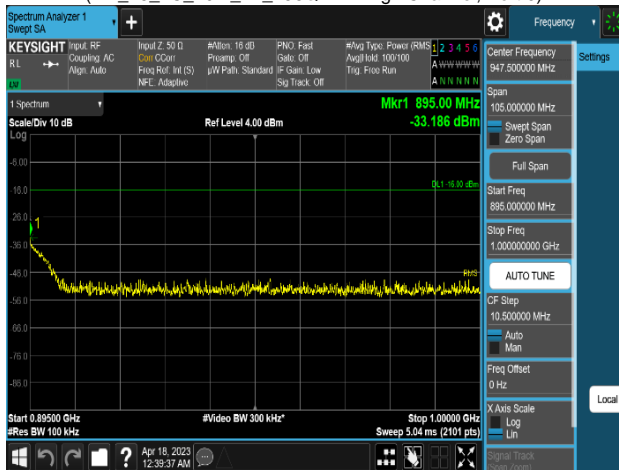 Spectrum Analyzer 1
Swept SA
Frequency
KEYSIGHT
RL
Input: RF
Coupling: AC
Align: Auto
Input Z: 50 Ω
Corr CCorr
Freq Ref: Int (S)
NFE: Adaptive
#Atten: 16 dB
Preamp: Off
µW Path: Standard
PNO: Fast
Gate: Off
IF Gain: Low
Sig Track: Off
#Avg Type: Power (RMS
Avg|Hold: 100/100
Trig: Free Run
1 2 3 4 5 6
A W W W W W
A N N N N N
1 Spectrum
Scale/Div 10 dB
Log
Ref Level 4.00 dBm
Mkr1 895.00 MHz
-33.186 dBm
DL1 -16.00 dBm
-6.00
-16.0
-26.0
-36.0
-46.0
-56.0
-66.0
-76.0
-86.0
1
RMS
Start 0.89500 GHz
#Res BW 100 kHz
#Video BW 300 kHz*
Stop 1.00000 GHz
Sweep 5.04 ms (2101 pts)
Center Frequency
947.500000 MHz
Span
105.000000 MHz
Swept Span
Zero Span
Full Span
Start Freq
895.000000 MHz
Stop Freq
1.000000000 GHz
AUTO TUNE
CF Step
10.500000 MHz
Auto
Man
Freq Offset
0 Hz
X Axis Scale
Log
Lin
Signal Track
(Span Zoom)
Settings
Local
Apr 18, 2023
12:39:37 AM